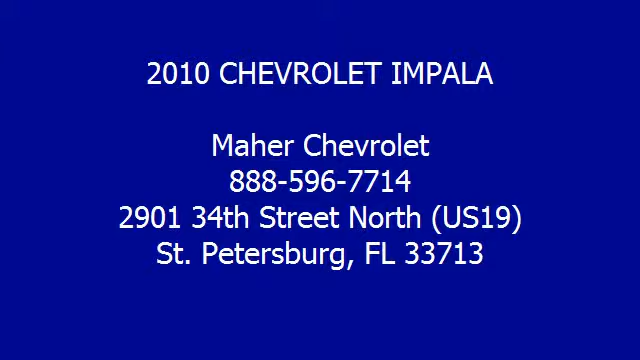 2010 CHEVROLET IMPALA
Maher Chevrolet
888-596-7714
2901 34th Street North (US19)
St. Petersburg, FL 33713